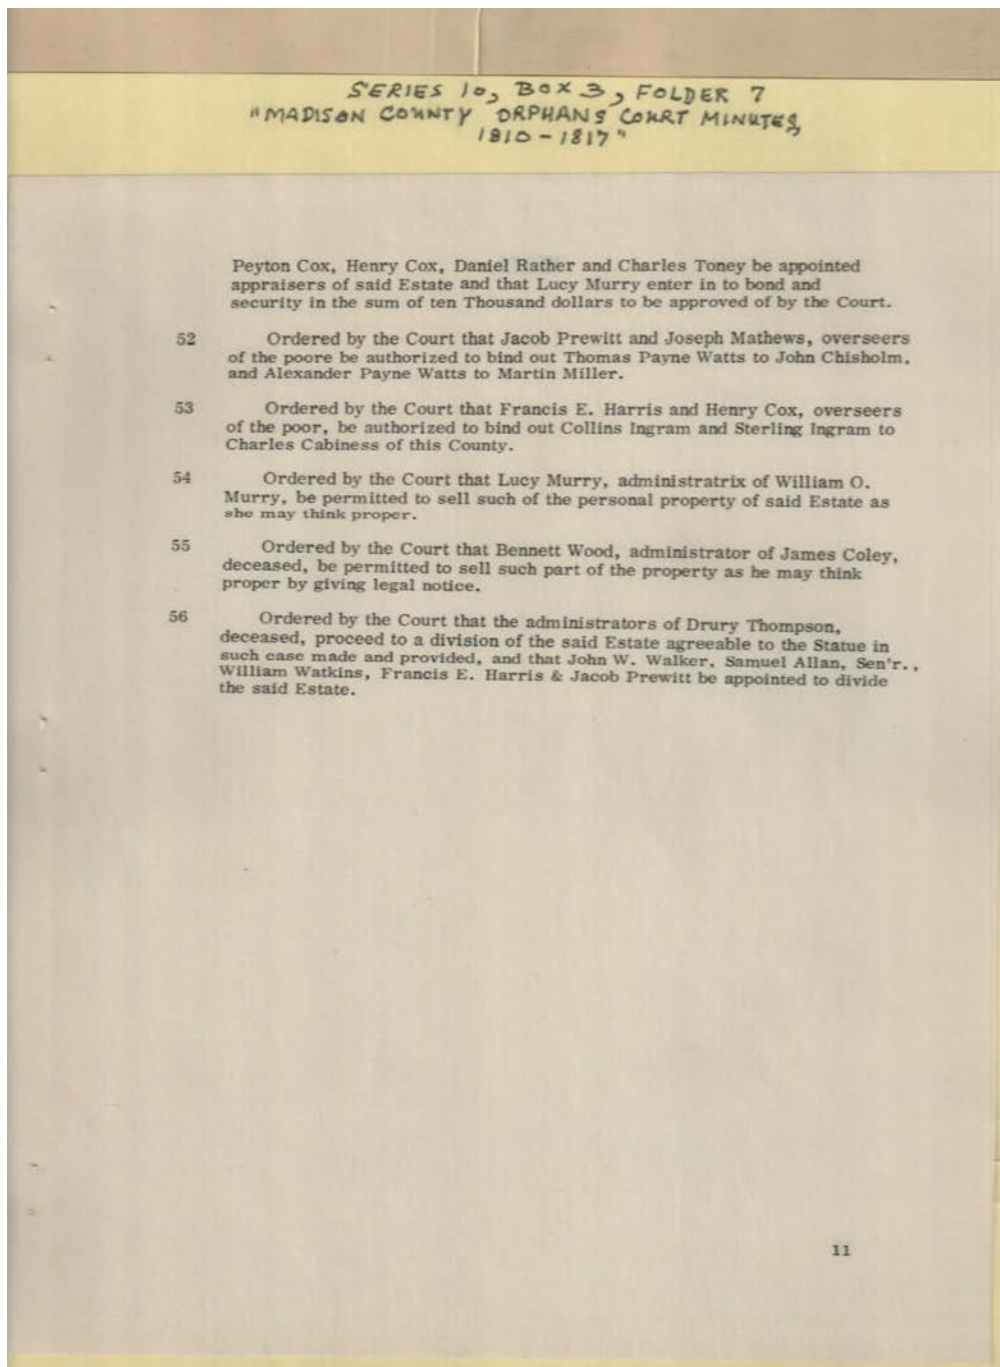 SERIES 10, BOX 3, FOLDER 7
"MADISON COUNTY ORPHANS COURT MINUTES,
1810-1817"
Peyton Cox, Henry Cox, Daniel Rather and Charles Toney be appointed
appraisers of said Estate and that Lucy Murry enter in to bond and
security in the sum of ten Thousand dollars to be approved of by the Court.
52 Ordered by the Court that Jacob Prewitt and Joseph Mathews, overseers
of the poore be authorized to bind out Thomas Payne Watts to John Chisholm,
and Alexander Payne Watts to Martin Miller.
53 Ordered by the Court that Francis E. Harris and Henry Cox, overseers
of the poor, be authorized to bind out Collins Ingram and Sterling Ingram to
Charles Cabiness of this County.
54 Ordered by the Court that Lucy Murry, administratrix of William O.
Murry, be permitted to sell such of the personal property of said Estate as
she may think proper.
55 Ordered by the Court that Bennett Wood, administrator of James Coley,
deceased, be permitted to sell such part of the property as he may think
proper by giving legal notice.
56 Ordered by the Court that the administrators of Drury Thompson,
deceased, proceed to a division of the said Estate agreeable to the Statue in
such case made and provided, and that John W. Walker, Samuel Allan, Sen'r.,
William Watkins, Francis E. Harris & Jacob Prewitt be appointed to divide
the said Estate.
11